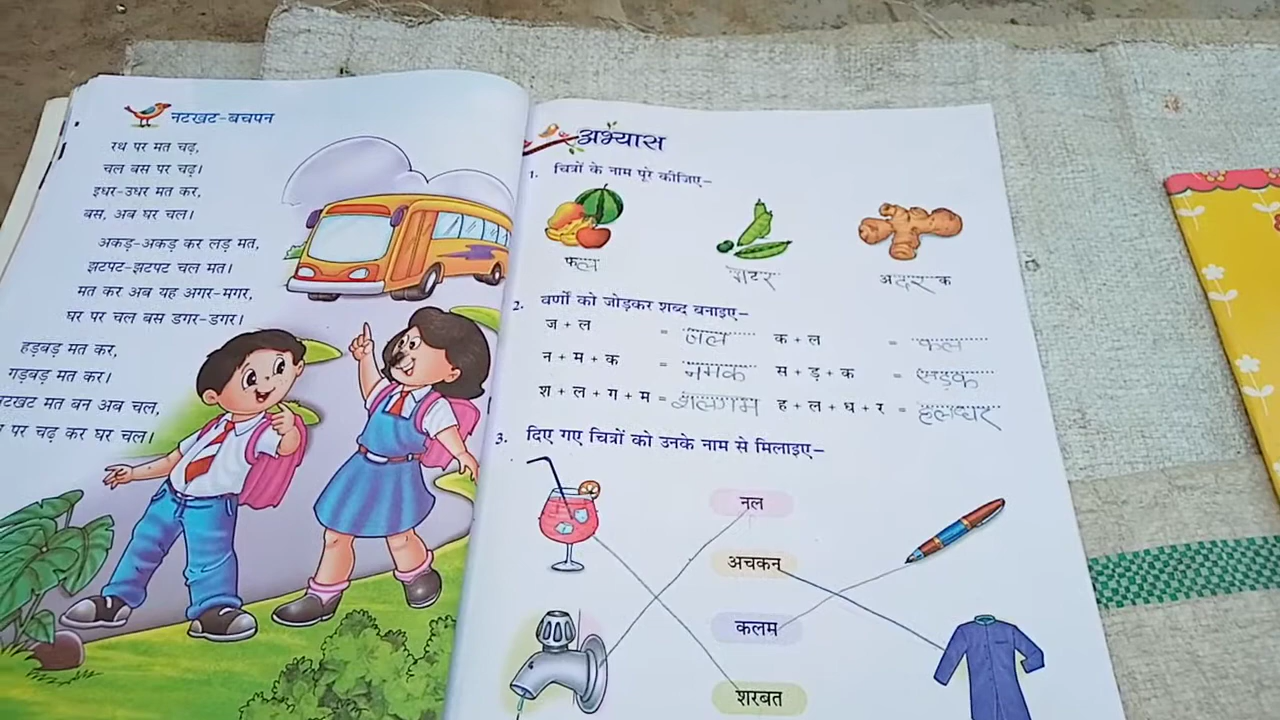 नटखट-बचपन
रथ पर मत चढ़,
चल बस पर चढ़।
इधर-उधर मत कर,
बस, अब घर चल।
अकड़-अकड़ कर लड़ मत,
झटपट-झटपट चल मत।
मत कर अब यह अगर-मगर,
घर पर चल बस डगर-डगर।
हड़बड़ मत कर,
गड़बड़ मत कर।
मत बन अब चल,
पर चढ़ कर घर चल।
अभ्यास
1. चित्रों के नाम पूरे कीजिए–
फल मटर अदरक
2. वर्णों को जोड़कर शब्द बनाइए–
ज + ल = जल क + ल = कल
न + म + क = नमक स + ड़ + क = सड़क
श + ल + ग + म = शलगम ह + ल + ध + र = हलधर
3. दिए गए चित्रों को उनके नाम से मिलाइए–
नल
अचकन
कलम
शरबत